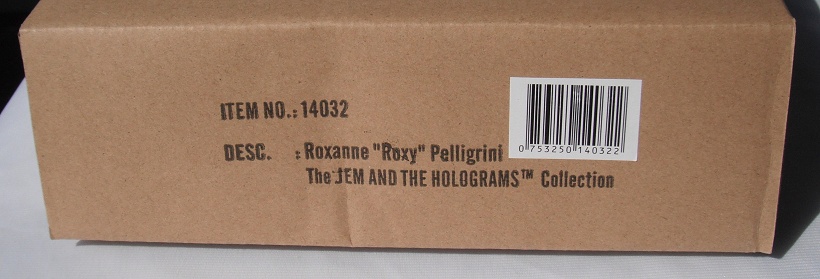 ITEM NO.: 14032
DESC. : Roxanne "Roxy" Pelligrini
The JEM AND THE HOLOGRAMS™ Collection
0 753250 140322